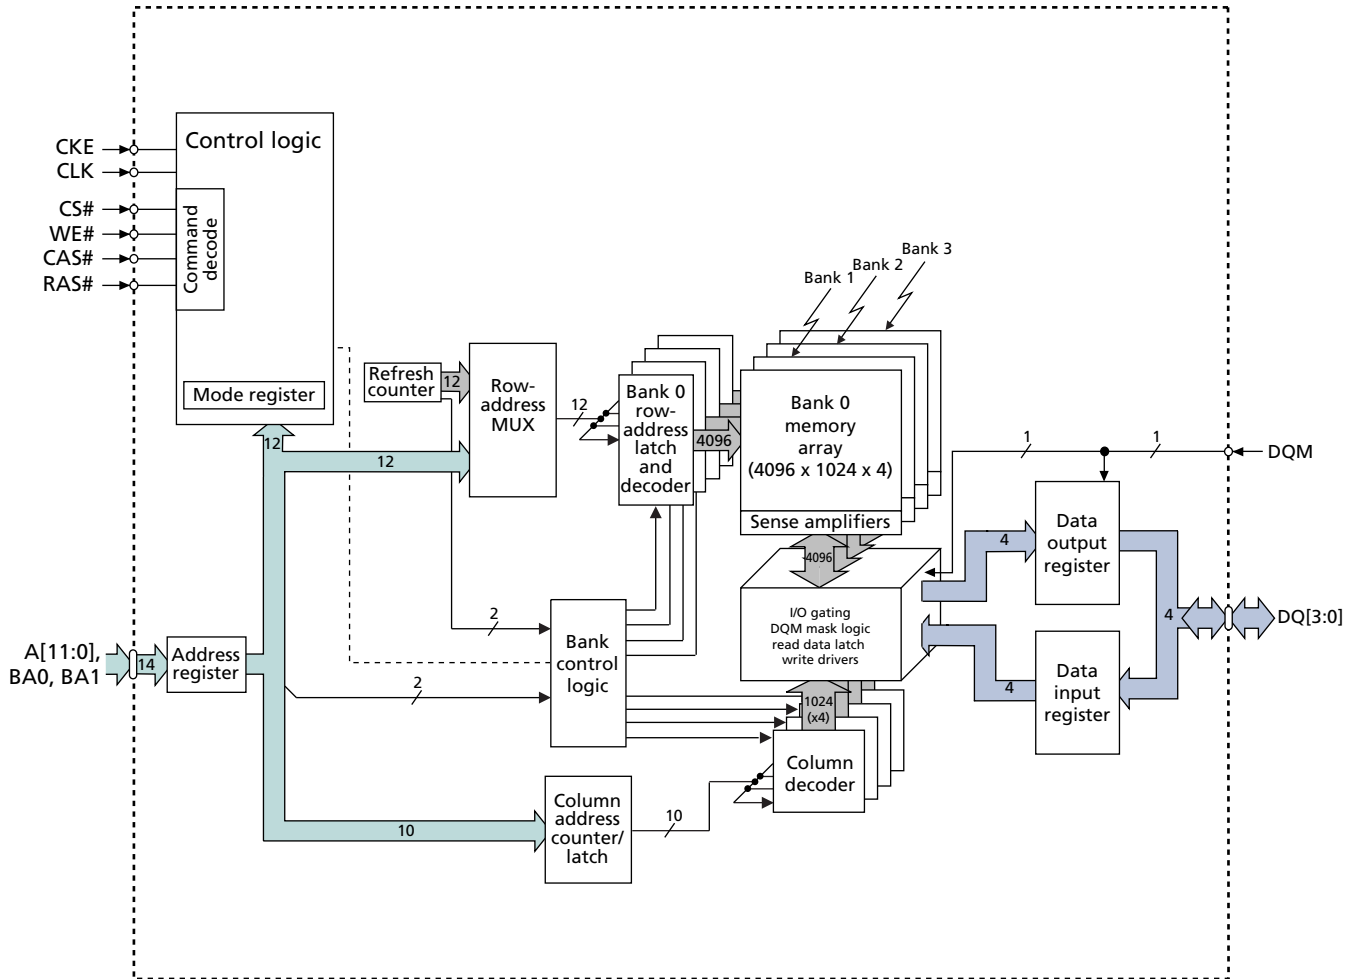 CKE
CLK
CS#
WE#
CAS#
RAS#
Control logic
Command
decode
Mode register
12
Refresh
counter
12
12
Row-
address
MUX
12
Bank 0
row-
address
latch
and
decoder
4096
Bank 1
Bank 2
Bank 3
Bank 0
memory
array
(4096 x 1024 x 4)
Sense amplifiers
4096
I/O gating
DQM mask logic
read data latch
write drivers
1
1
DQM
4
Data
output
register
4
DQ[3:0]
4
Data
input
register
A[11:0],
BA0, BA1
14
Address
register
2
2
Bank
control
logic
1024
(x4)
Column
decoder
10
Column
address
counter/
latch
10